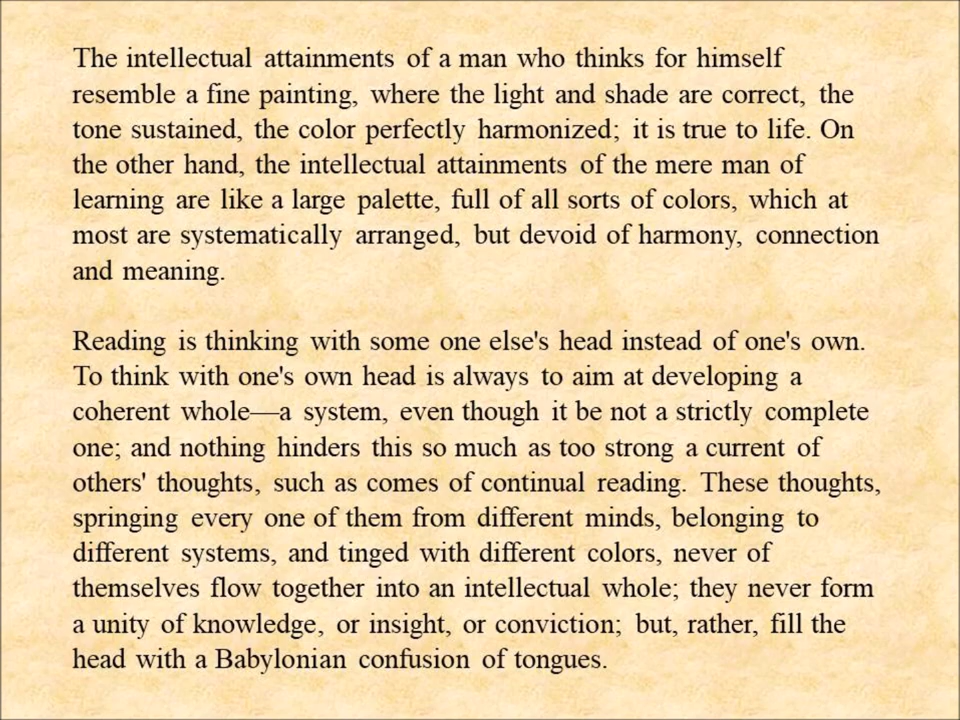 The intellectual attainments of a man who thinks for himself
resemble a fine painting, where the light and shade are correct, the
tone sustained, the color perfectly harmonized; it is true to life. On
the other hand, the intellectual attainments of the mere man of
learning are like a large palette, full of all sorts of colors, which at
most are systematically arranged, but devoid of harmony, connection
and meaning.
Reading is thinking with some one else's head instead of one's own.
To think with one's own head is always to aim at developing a
coherent whole—a system, even though it be not a strictly complete
one; and nothing hinders this so much as too strong a current of
others' thoughts, such as comes of continual reading. These thoughts,
springing every one of them from different minds, belonging to
different systems, and tinged with different colors, never of
themselves flow together into an intellectual whole; they never form
a unity of knowledge, or insight, or conviction; but, rather, fill the
head with a Babylonian confusion of tongues.